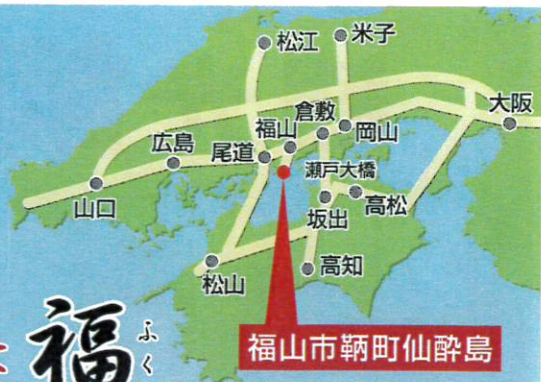 松江
米子
大阪
倉敷
岡山
福山
広島
尾道
瀬戸大橋
山口
坂出
高松
松山
高知
福山市鞆町仙酔島
福
ふく